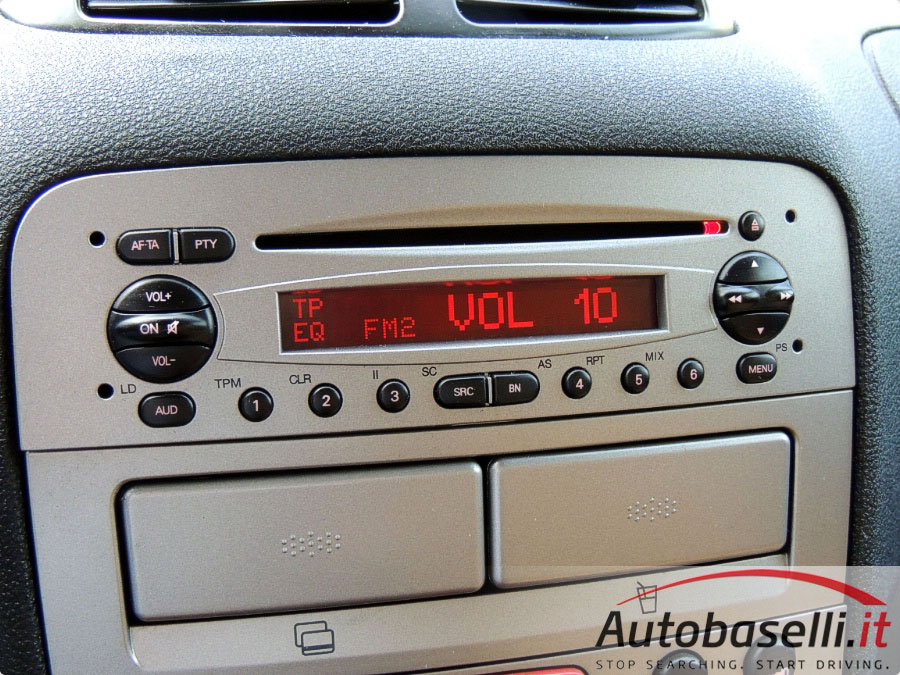 AF-TA PTY
VOL+
ON
VOL-
TP
EQ FM2 VOL 10
LD AUD TPM 1 CLR 2 II 3 SC SRC BN AS 4 RPT 5 MIX 6 MENU PS
Autobaselli.it
STOP SEARCHING. START DRIVING.